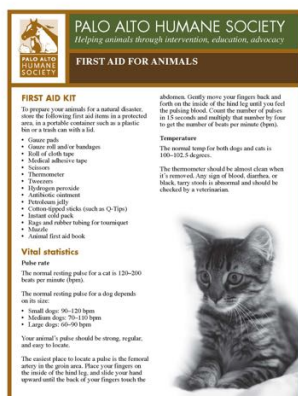 PALO ALTO
HUMANE
SOCIETY
PALO ALTO HUMANE SOCIETY
Helping animals through intervention, education, advocacy
FIRST AID FOR ANIMALS
FIRST AID KIT
To prepare your animals for a natural disaster,
store the following first aid items in a protected
area, in a portable container such as a plastic
bin or a trash can with a lid.
• Gauze pads
• Gauze roll and/or bandages
• Roll of cloth tape
• Medical adhesive tape
• Scissors
• Thermometer
• Tweezers
• Hydrogen peroxide
• Antibiotic ointment
• Petroleum jelly
• Cotton-tipped sticks (such as Q-Tips)
• Instant cold pack
• Rags and rubber tubing for tourniquet
• Muzzle
• Animal first aid book
Vital statistics
Pulse rate
The normal resting pulse for a cat is 120–200
beats per minute (bpm).
The normal resting pulse for a dog depends
on its size:
• Small dogs: 90–120 bpm
• Medium dogs: 70–110 bpm
• Large dogs: 60–90 bpm
Your animal's pulse should be strong, regular,
and easy to locate.
The easiest place to locate a pulse is the femoral
artery in the groin area. Place your fingers on
the inside of the hind leg, and slide your hand
upward until the back of your fingers touch the
abdomen. Gently move your fingers back and
forth on the inside of the hind leg until you feel
the pulsing blood. Count the number of pulses
in 15 seconds and multiply that number by four
to get the number of beats per minute (bpm).
Temperature
The normal temp for both dogs and cats is
100–102.5 degrees.
The thermometer should be almost clean when
it's removed. Any sign of blood, diarrhea, or
black, tarry stools is abnormal and should be
checked by a veterinarian.